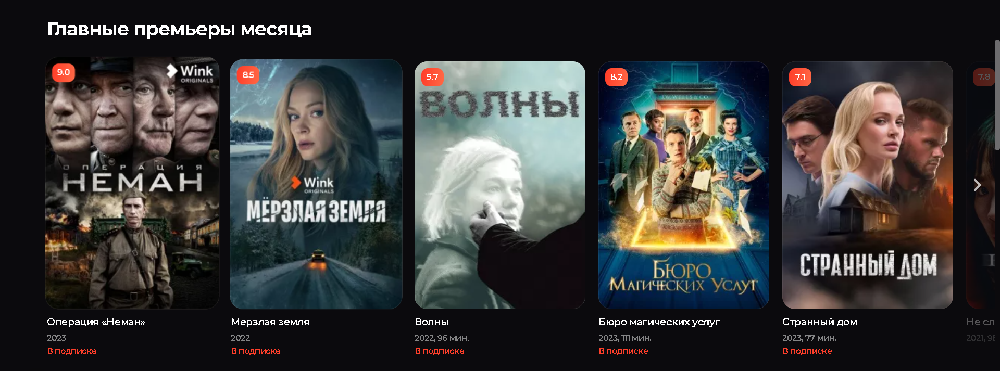 Главные премьеры месяца
9.0
Wink
ORIGINALS
ОПЕРАЦИЯ
НЕМАН
Операция «Неман»
2023
В подписке
8.5
Wink
ORIGINALS
МЁРЗЛАЯ ЗЕМЛЯ
Мерзлая земля
2022
В подписке
5.7
ВОЛНЫ
Волны
2022, 96 мин.
В подписке
8.2
J.W. WELLS & CO
БЮРО
МАГИЧЕСКИХ УСЛУГ
Бюро магических услуг
2023, 111 мин.
В подписке
7.1
СТРАННЫЙ ДОМ
Странный дом
2023, 77 мин.
В подписке
7.8
Не сл
2021, 98